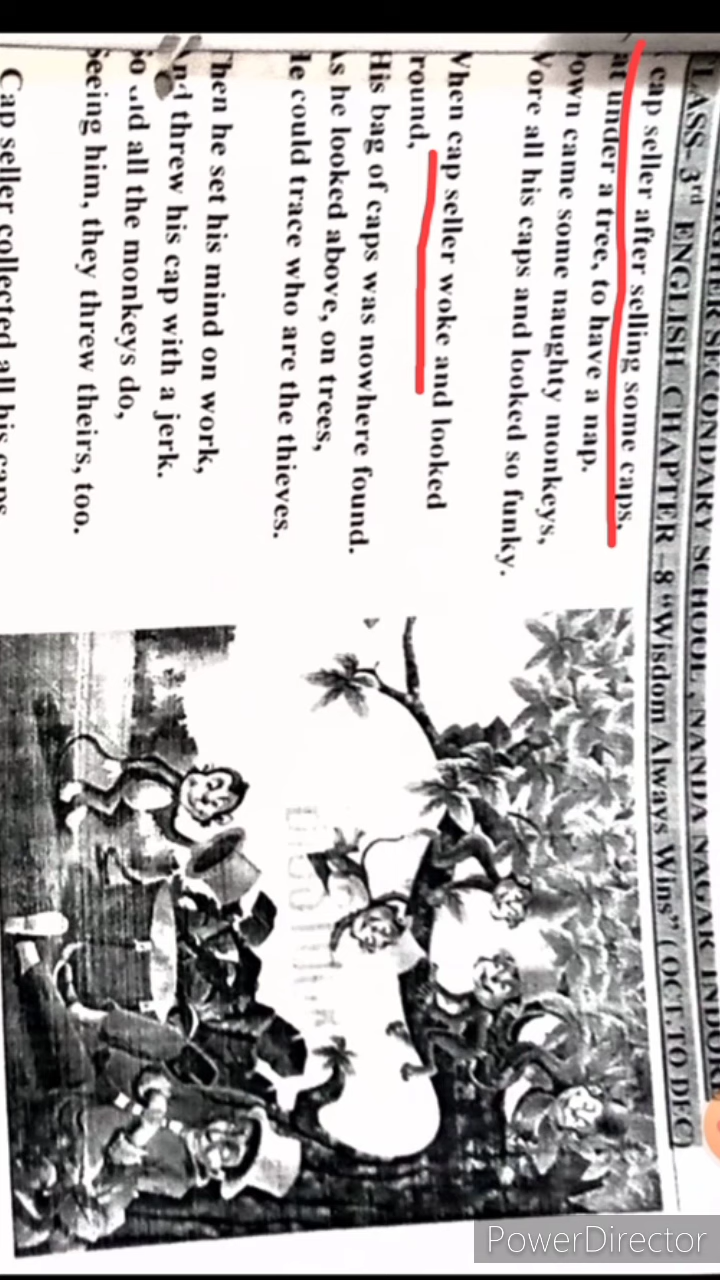 SECONDARY SCHOOL, NANDA NAGAR INDORE
CLASS- 3rd ENGLISH CHAPTER -8 "Wisdom Always Wins" (OCT.TO DEC)
cap seller after selling some caps,
at under a tree, to have a nap.
own came some naughty monkeys,
Wore all his caps and looked so funky.
When cap seller woke and looked
round,
His bag of caps was nowhere found.
As he looked above, on trees,
He could trace who are the thieves.
Then he set his mind on work,
And threw his cap with a jerk.
So did all the monkeys do,
Seeing him, they threw theirs, too.
Cap seller collected all his caps
PowerDirector